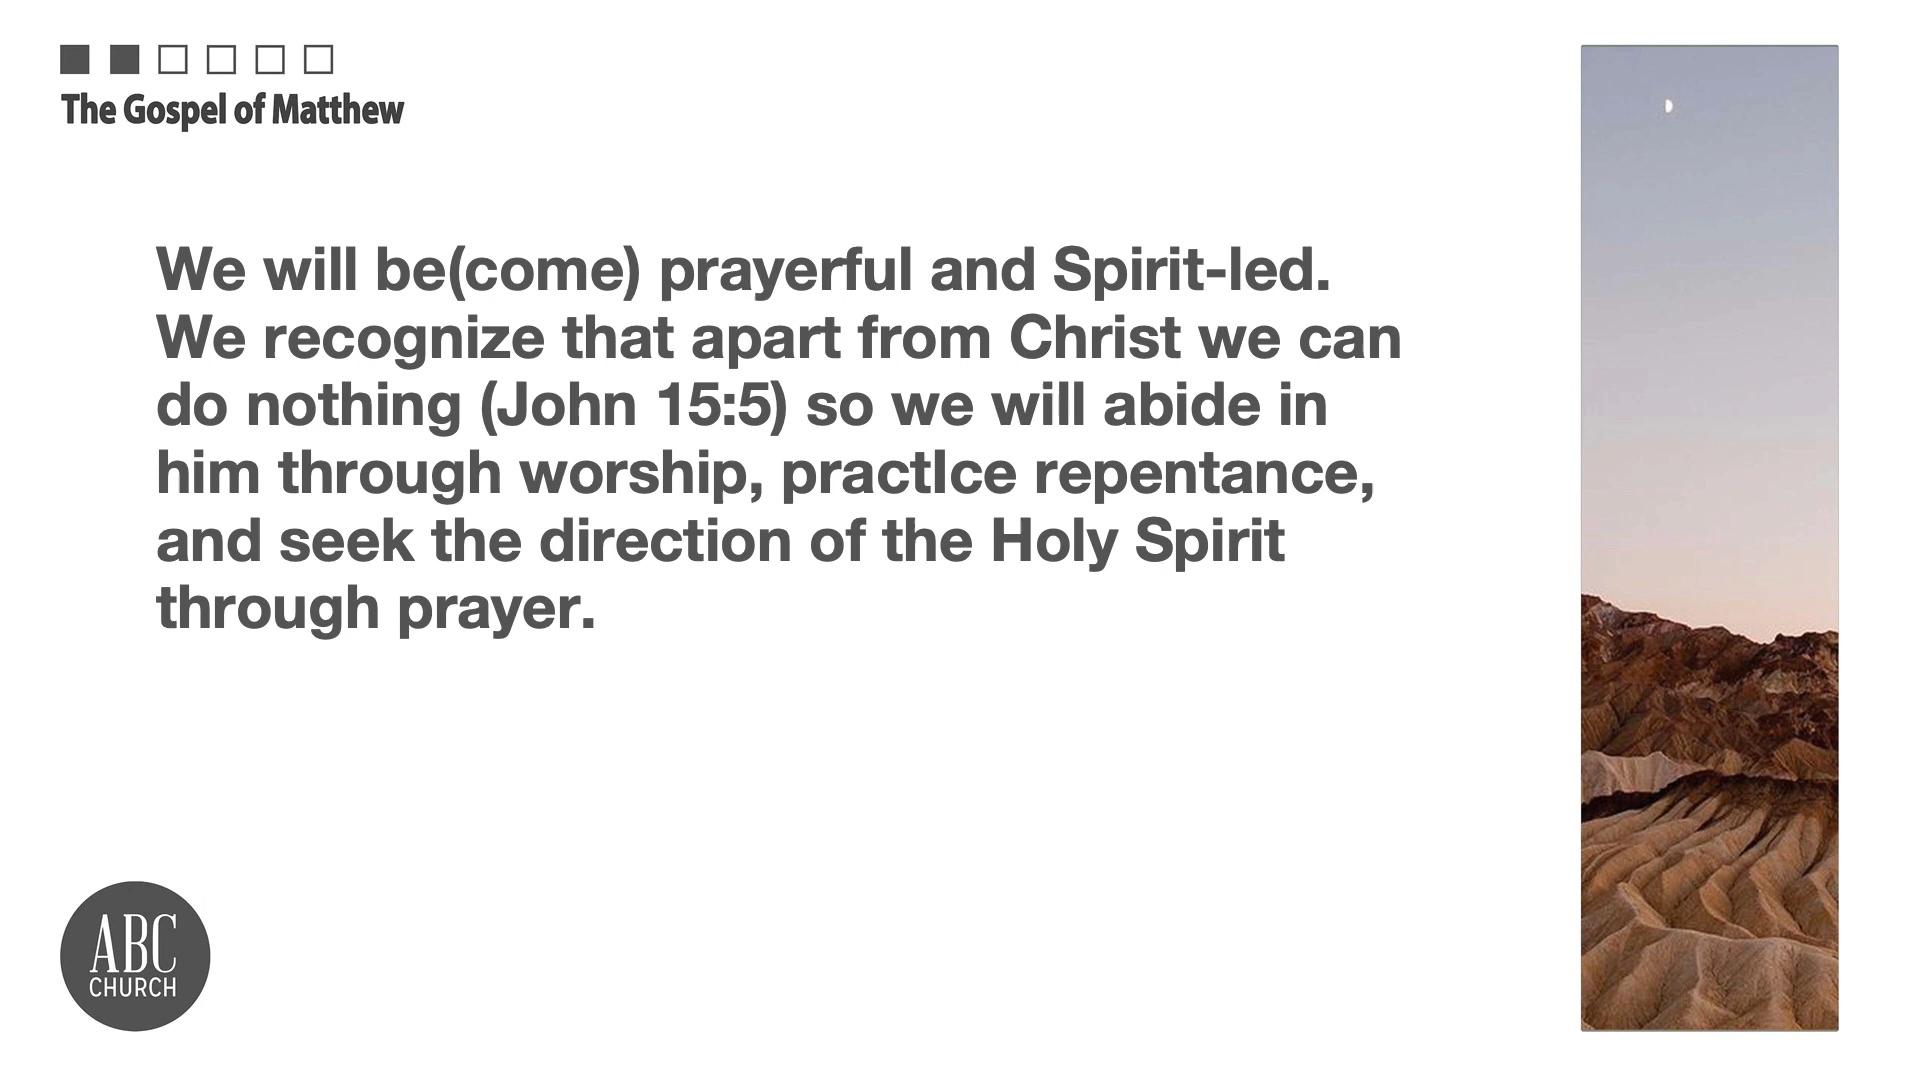 The Gospel of Matthew
We will be(come) prayerful and Spirit-led.
We recognize that apart from Christ we can
do nothing (John 15:5) so we will abide in
him through worship, practIce repentance,
and seek the direction of the Holy Spirit
through prayer.
ABC
CHURCH